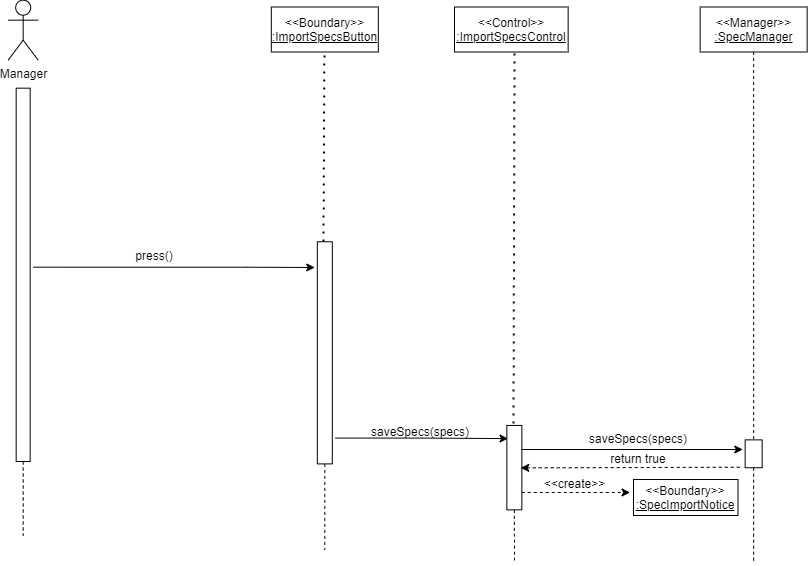 Manager
<<Boundary>>
:ImportSpecsButton
<<Control>>
:ImportSpecsControl
<<Manager>>
:SpecManager
press()
saveSpecs(specs)
saveSpecs(specs)
return true
<<create>>
<<Boundary>>
:SpecImportNotice